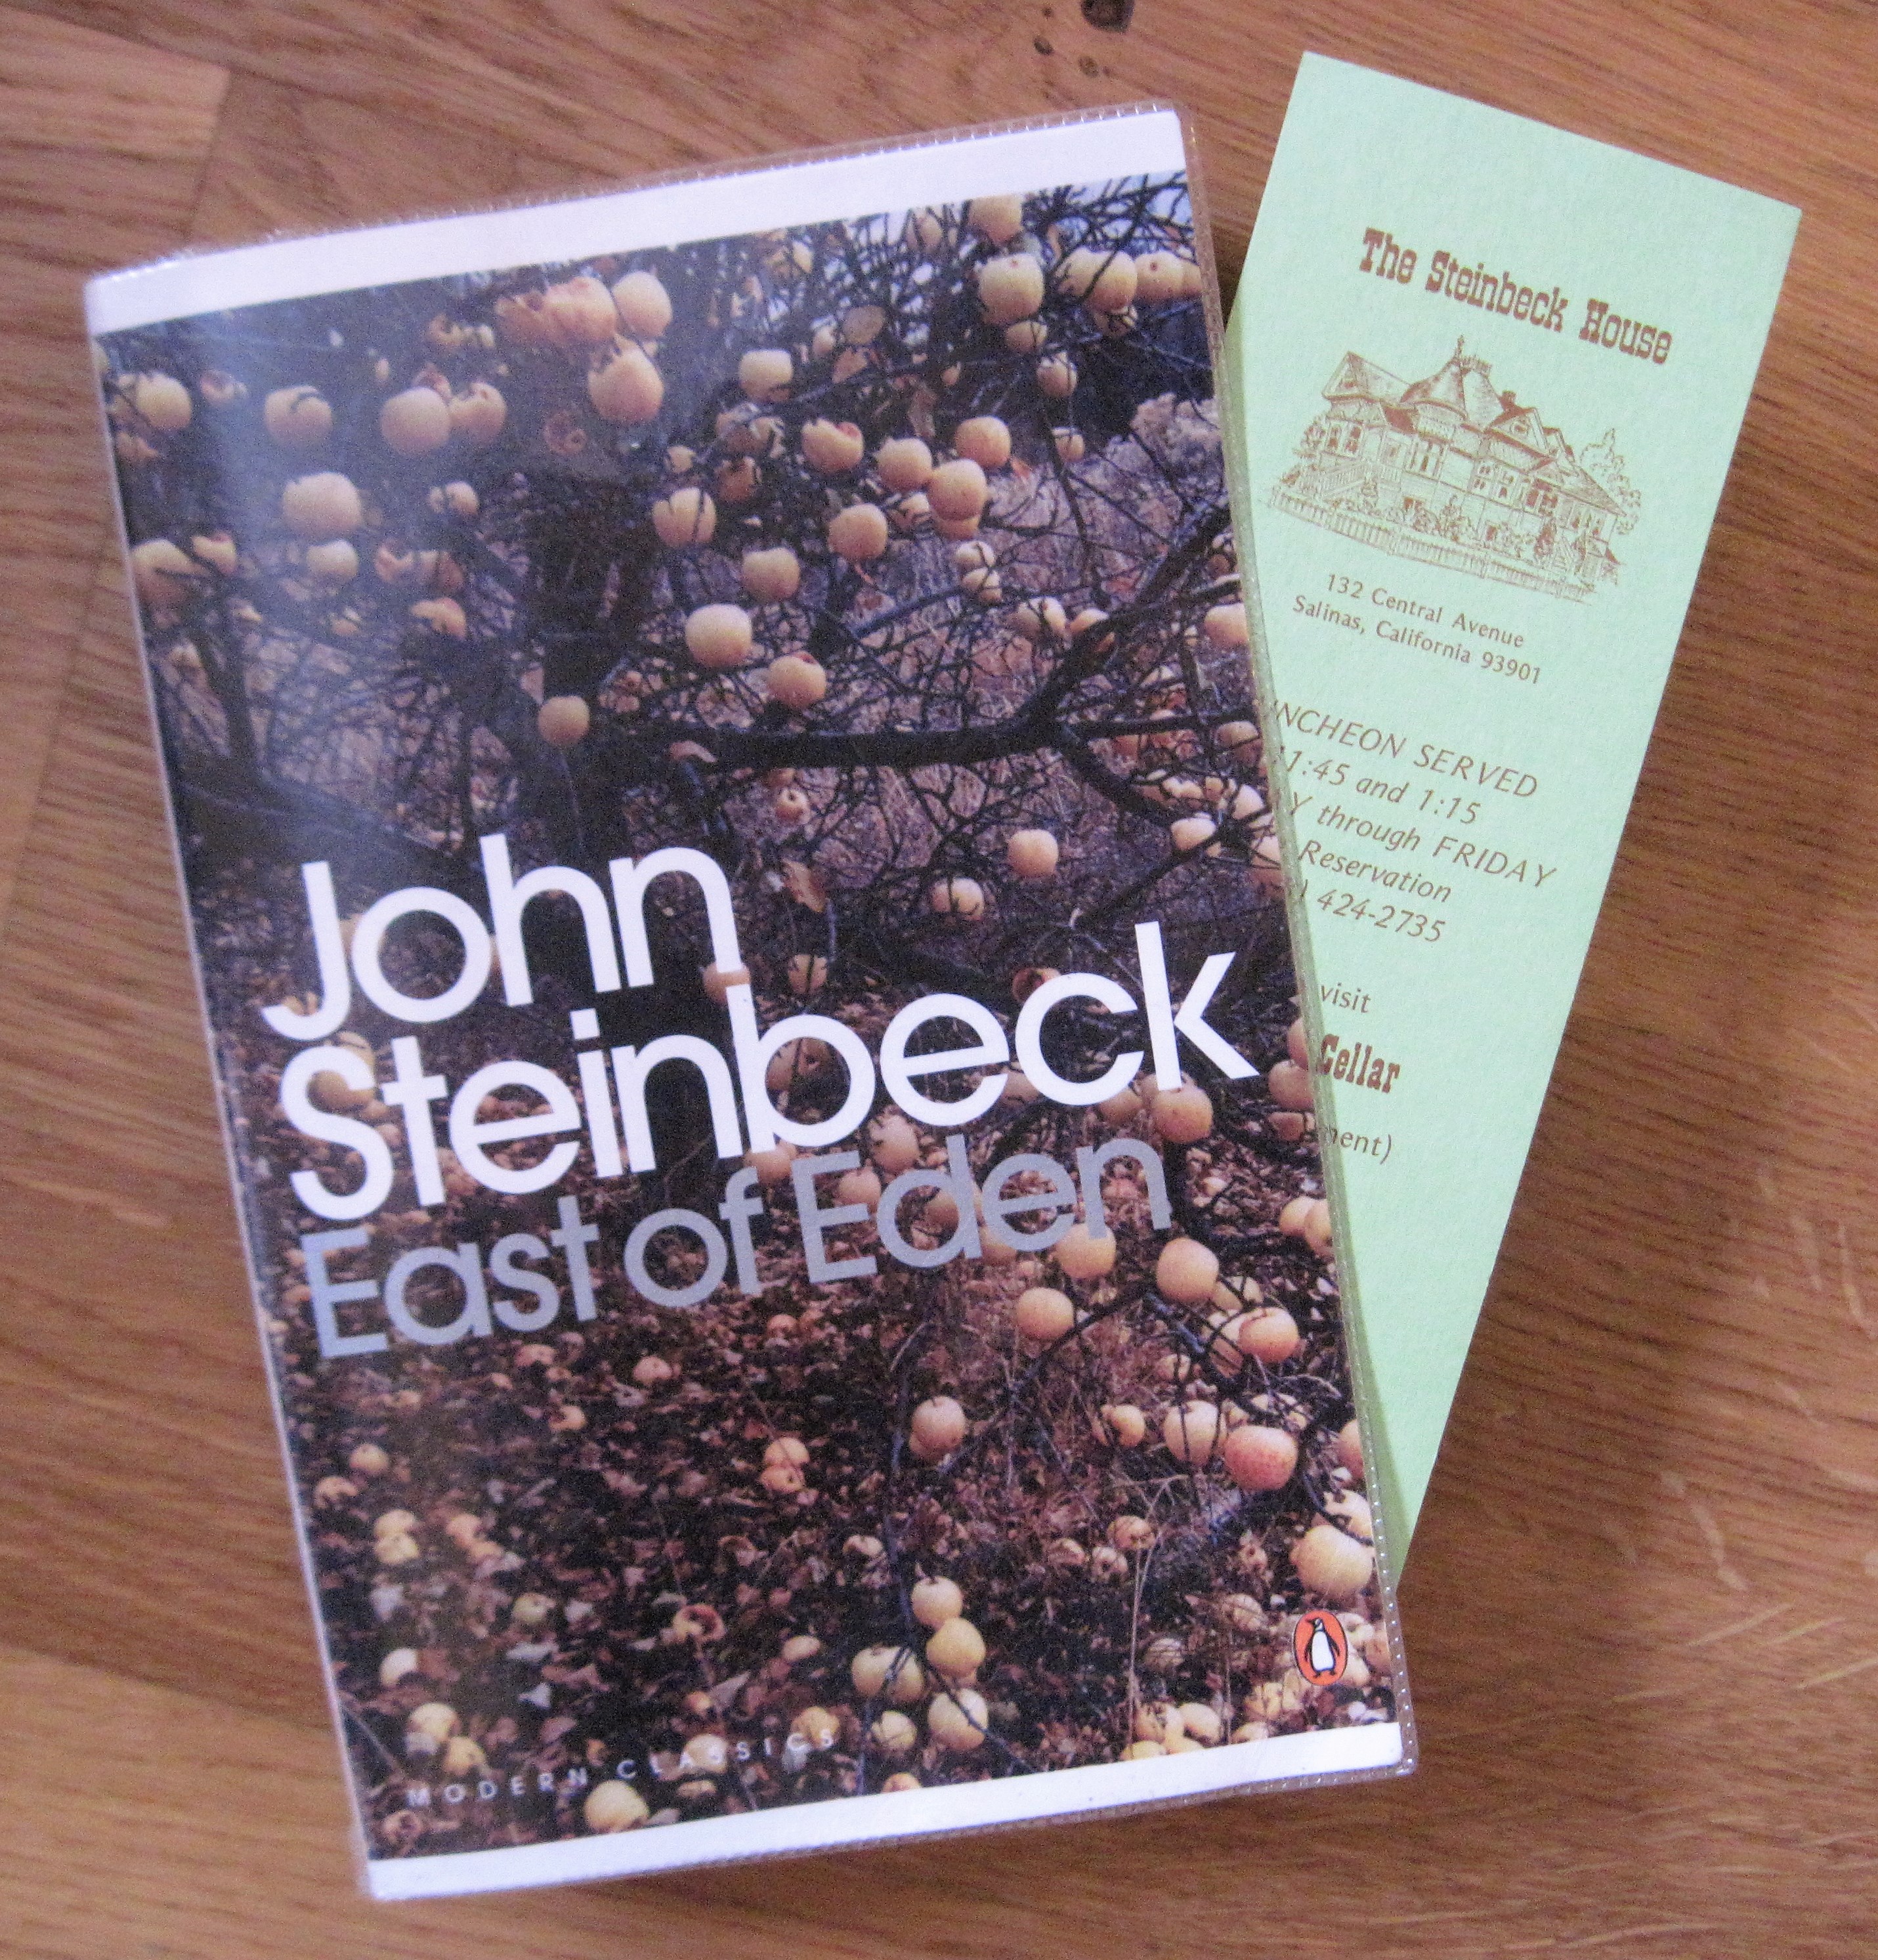 John
Steinbeck
East of Eden
MODERN CLASSICS
The Steinbeck House
132 Central Avenue
Salinas, California 93901
NCHEON SERVED
1:45 and 1:15
Y through FRIDAY
Reservation
) 424-2735
visit
Cellar
ment)